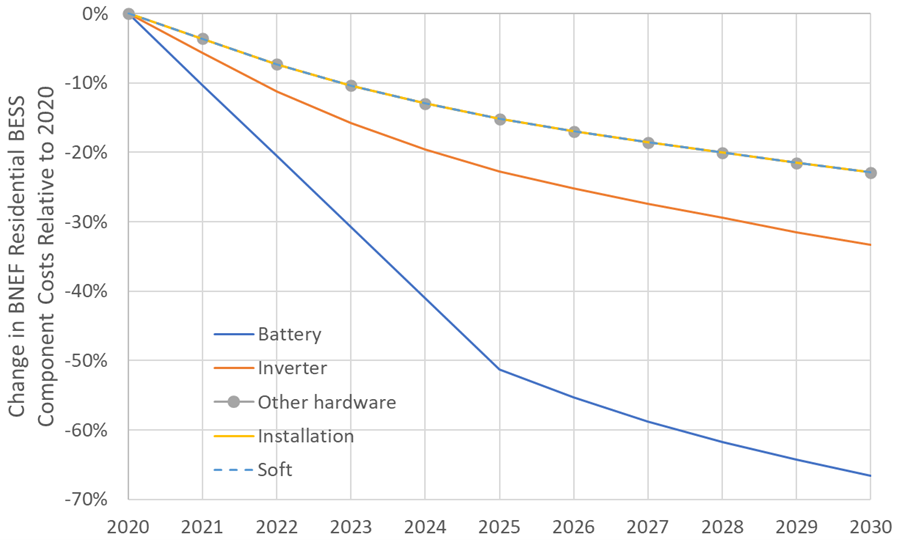 Change in BNEF Residential BESS
Component Costs Relative to 2020
0%
-10%
-20%
-30%
-40%
-50%
-60%
-70%
Battery
Inverter
Other hardware
Installation
Soft
2020 2021 2022 2023 2024 2025 2026 2027 2028 2029 2030